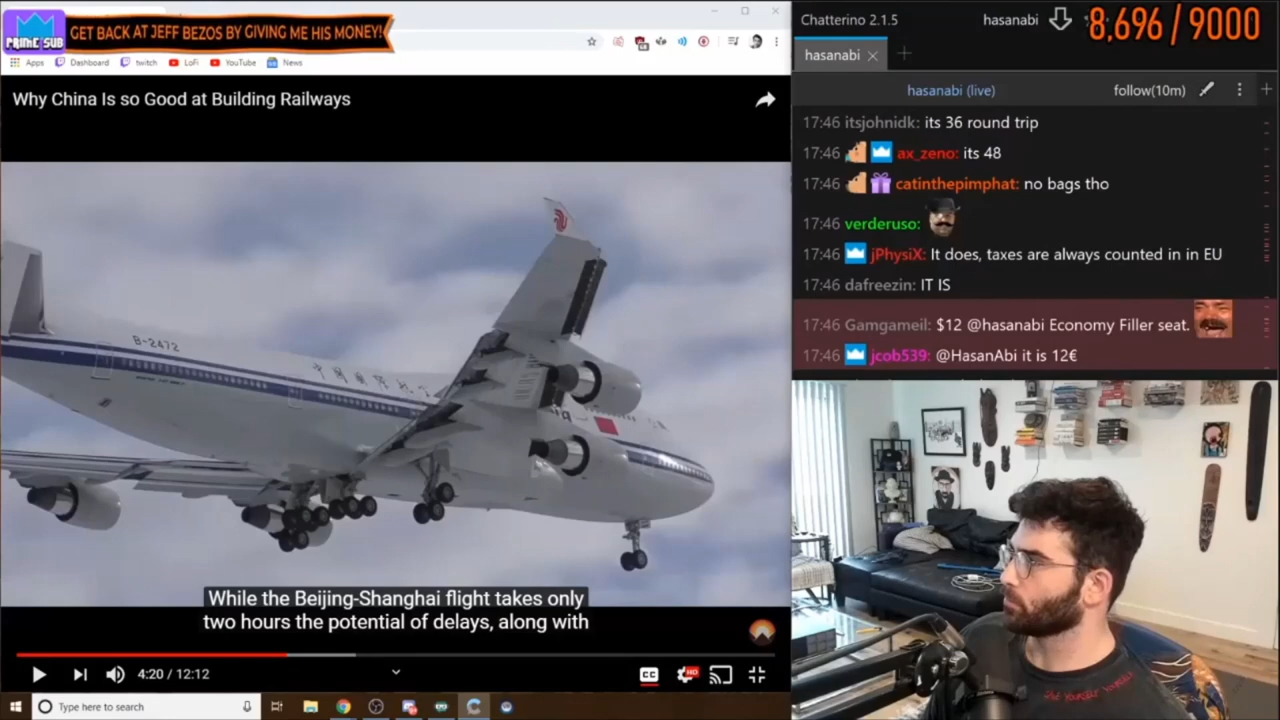 PRIME SUB
GET BACK AT JEFF BEZOS BY GIVING ME HIS MONEY!
Apps Dashboard twitch LoFi YouTube News
Why China Is so Good at Building Railways
B-2472
While the Beijing-Shanghai flight takes only
two hours the potential of delays, along with
4:20 / 12:12
CC
HD
Type here to search
Chatterino 2.1.5
hasanabi
8,696 / 9000
hasanabi
hasanabi (live)
follow(10m)
17:46 itsjohnidk: its 36 round trip
17:46 ax_zeno: its 48
17:46 catinthepimphat: no bags tho
17:46 verderuso:
17:46 jPhysiX: It does, taxes are always counted in in EU
17:46 dafreezin: IT IS
17:46 Gamgameil: $12 @hasanabi Economy Filler seat.
17:46 jcob539: @HasanAbi it is 12€